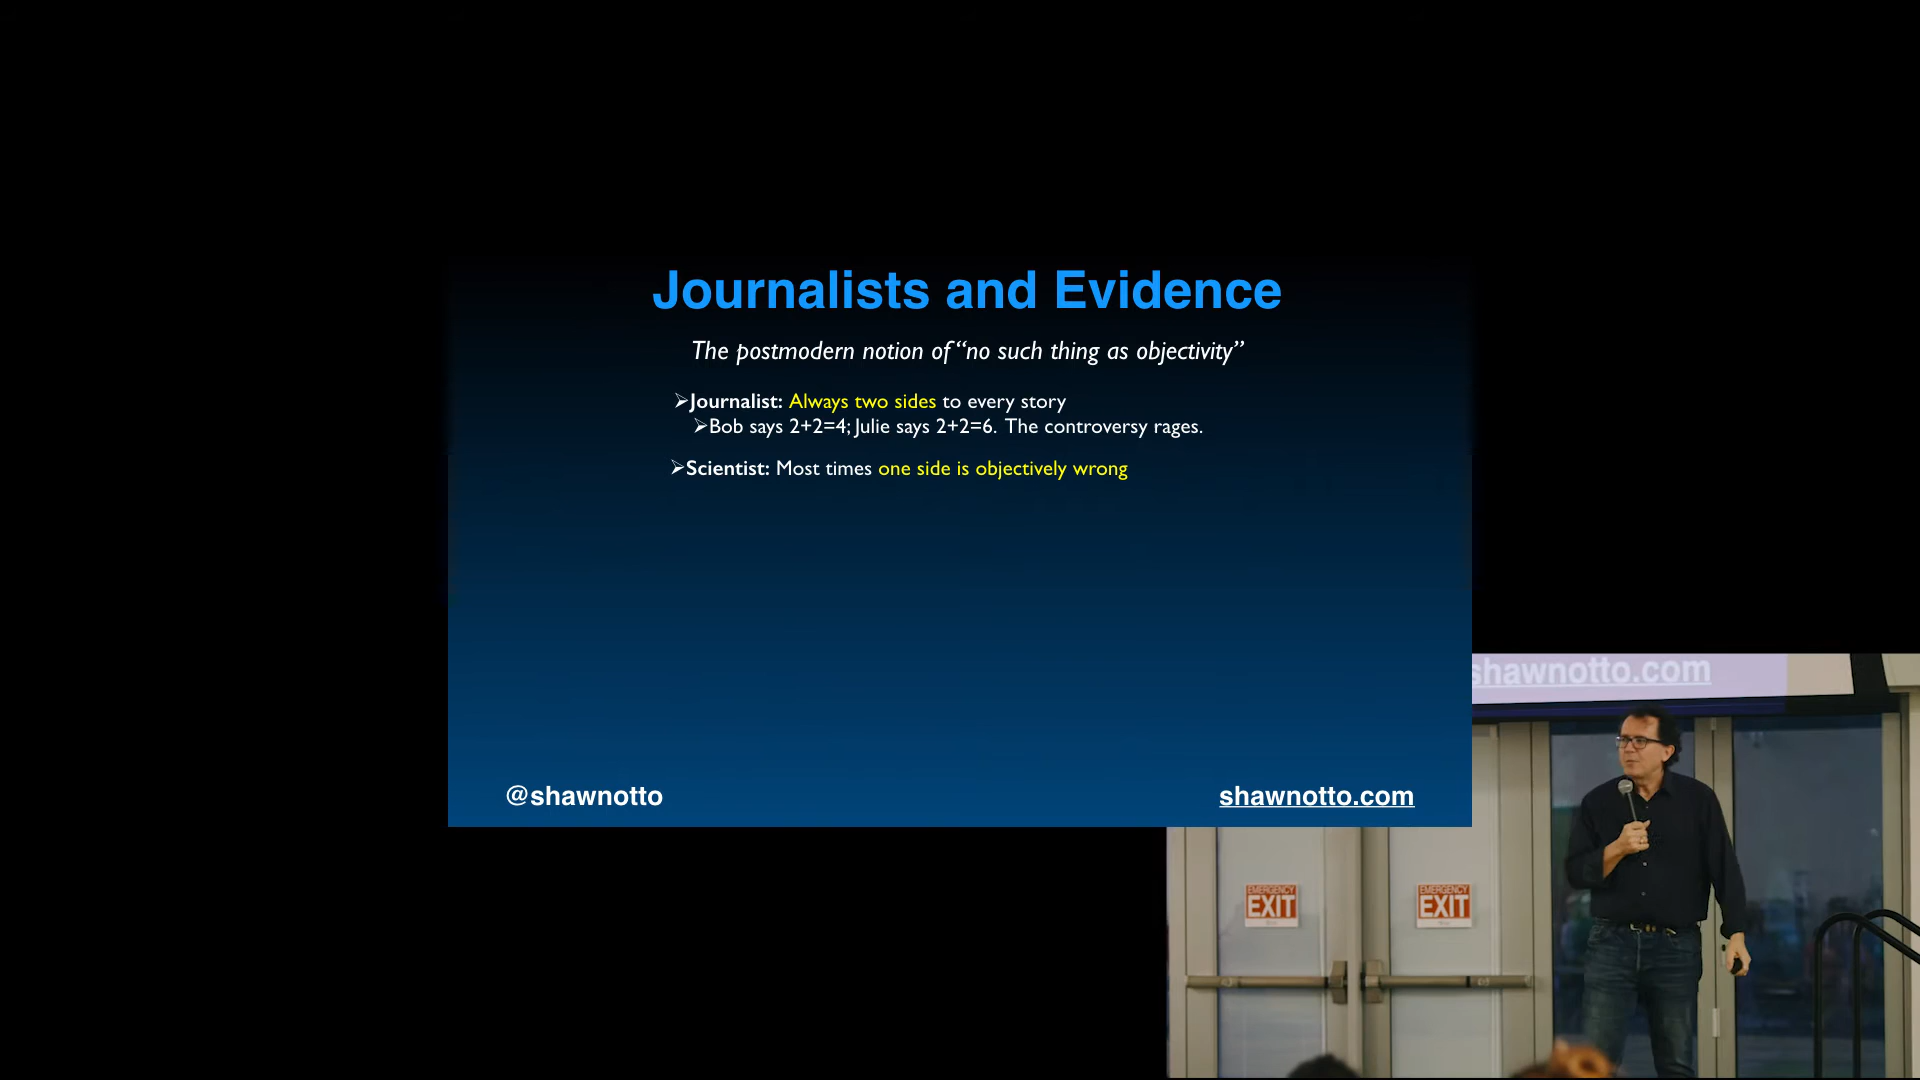 Journalists and Evidence
The postmodern notion of “no such thing as objectivity”
➢Journalist: Always two sides to every story
➢Bob says 2+2=4; Julie says 2+2=6. The controversy rages.
➢Scientist: Most times one side is objectively wrong
@shawnotto
shawnotto.com
shawnotto.com
EMERGENCY
EXIT
EMERGENCY
EXIT